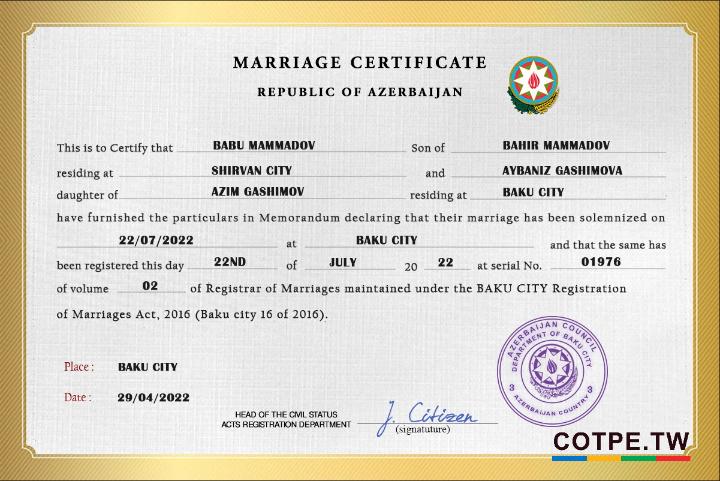 MARRIAGE CERTIFICATE
REPUBLIC OF AZERBAIJAN
This is to Certify that BABU MAMMADOV Son of BAHIR MAMMADOV
residing at SHIRVAN CITY and AYBANIZ GASHIMOVA
daughter of AZIM GASHIMOV residing at BAKU CITY
have furnished the particulars in Memorandum declaring that their marriage has been solemnized on
22/07/2022 at BAKU CITY and that the same has
been registered this day 22ND of JULY 20 22 at serial No. 01976
of volume 02 of Registrar of Marriages maintained under the BAKU CITY Registration
of Marriages Act, 2016 (Baku city 16 of 2016).
Place : BAKU CITY
Date : 29/04/2022
HEAD OF THE CIVIL STATUS
ACTS REGISTRATION DEPARTMENT
J. Citizen
(signatuture)
AZERBAIJAN COUNCIL
DEPARTMENT OF BAKU CITY
3 AZERBAIJAN COUNTRY 3
COTPE.TW